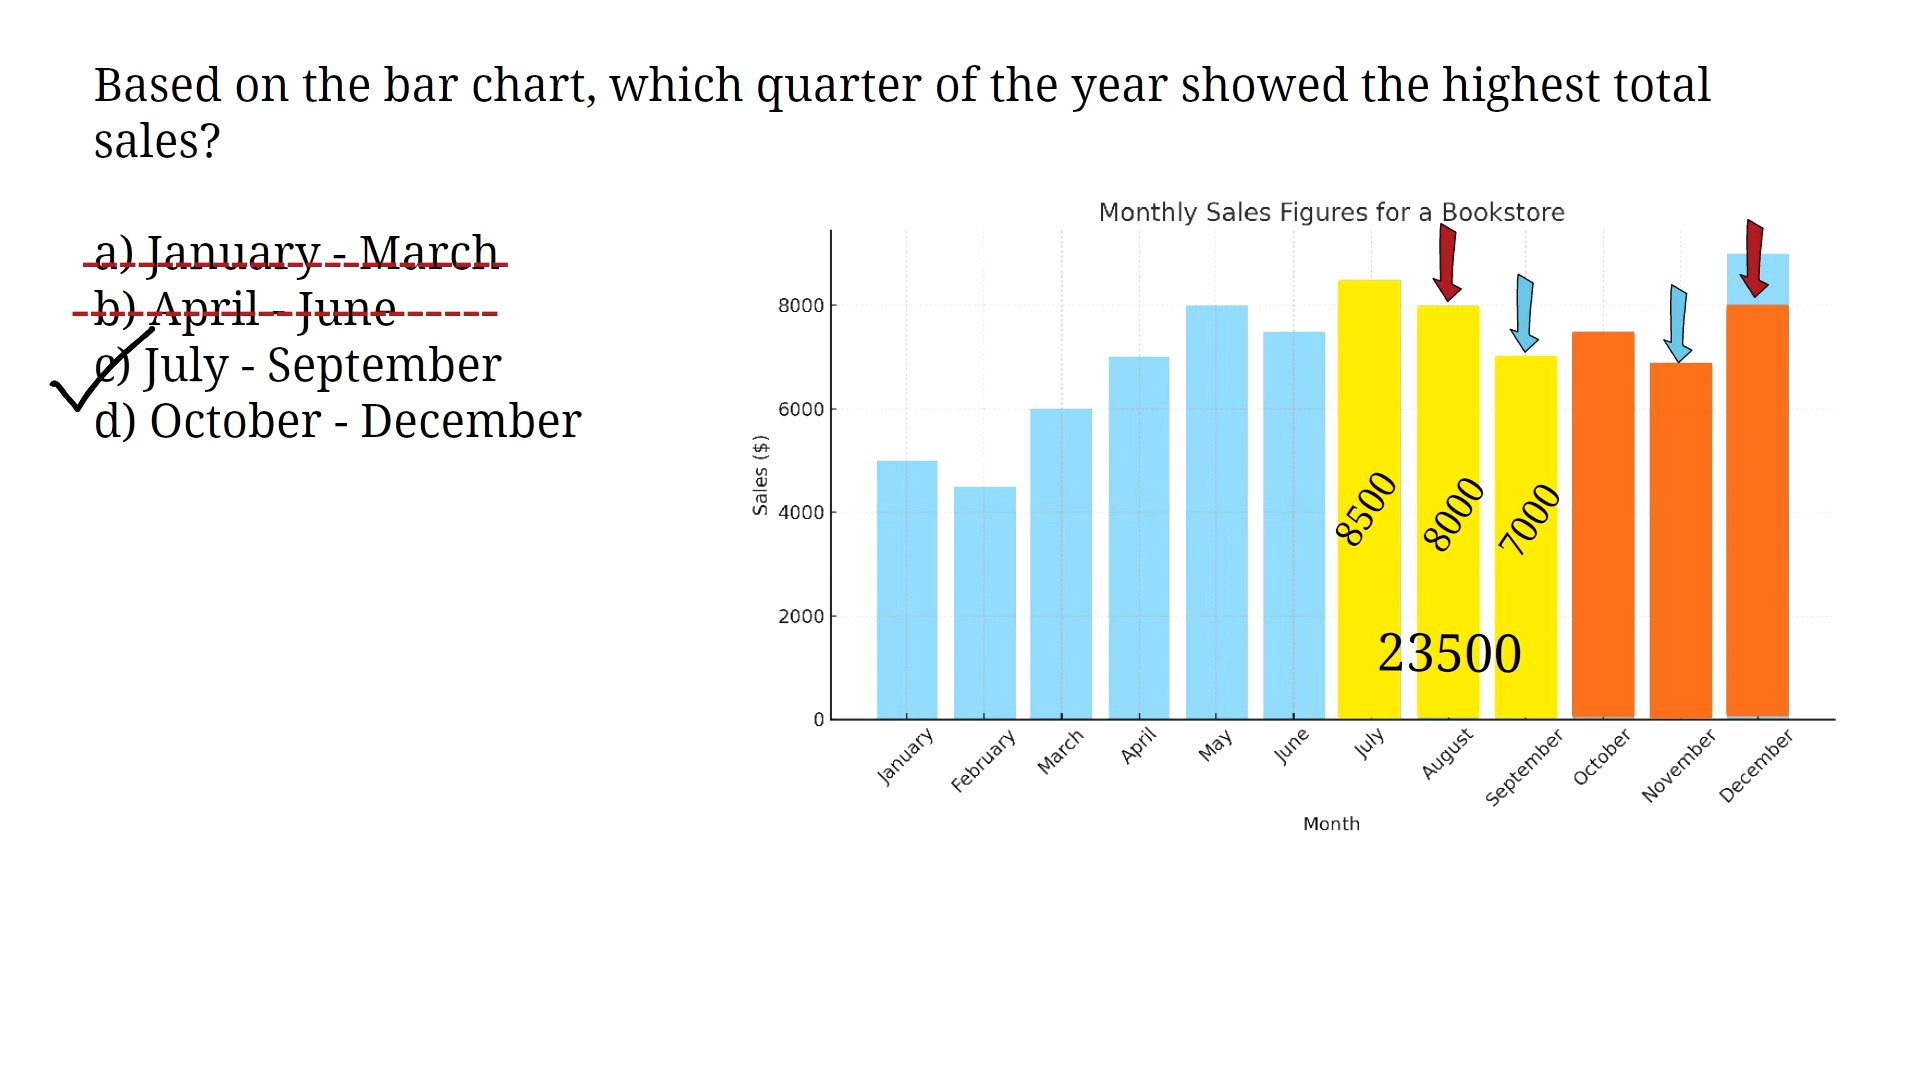 Based on the bar chart, which quarter of the year showed the highest total
sales?
a) January - March
b) April - June
c) July - September
d) October - December
Monthly Sales Figures for a Bookstore
Sales ($)
8000
6000
4000
2000
0
8500
8000
7000
23500
January
February
March
April
May
June
July
August
September
October
November
December
Month